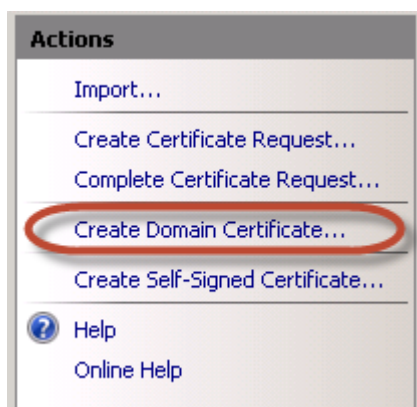 Actions
Import...
Create Certificate Request...
Complete Certificate Request...
Create Domain Certificate...
Create Self-Signed Certificate...
Help
Online Help